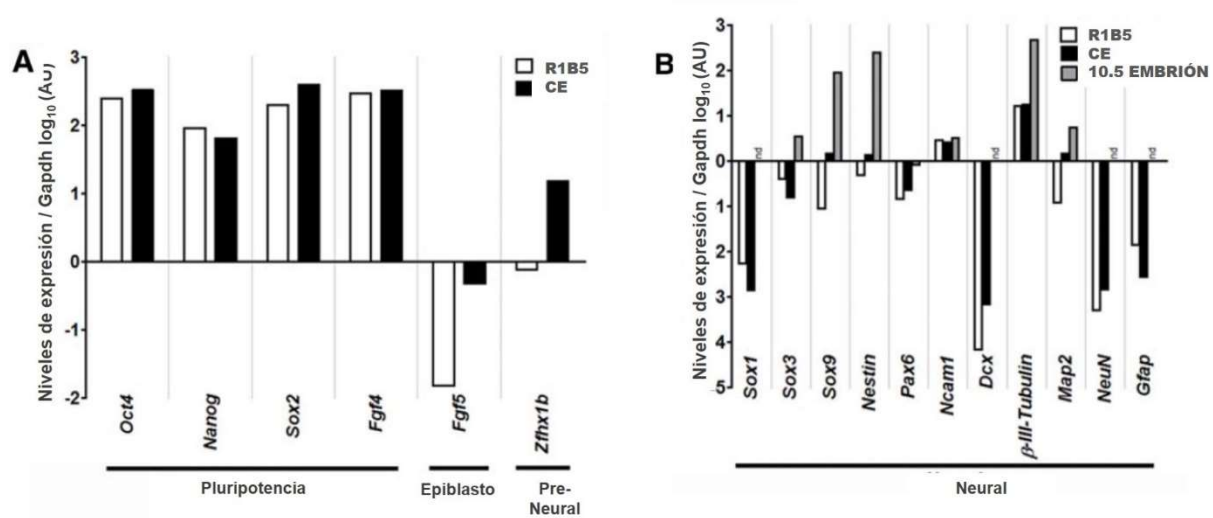 A
Niveles de expresión / Gapdh log10 (AU)
3
2
1
0
-1
-2
R1B5
CE
Oct4
Nanog
Sox2
Fgf4
Fgf5
Zfhx1b
Pluripotencia
Epiblasto
Pre-
Neural
B
Niveles de expresión / Gapdh log10 (AU)
3
2
1
0
1
2
3
4
5
R1B5
CE
10.5 EMBRIÓN
nd
nd
nd
nd
Sox1
Sox3
Sox9
Nestin
Pax6
Ncam1
Dcx
β-III-Tubulin
Map2
NeuN
Gfap
Neural